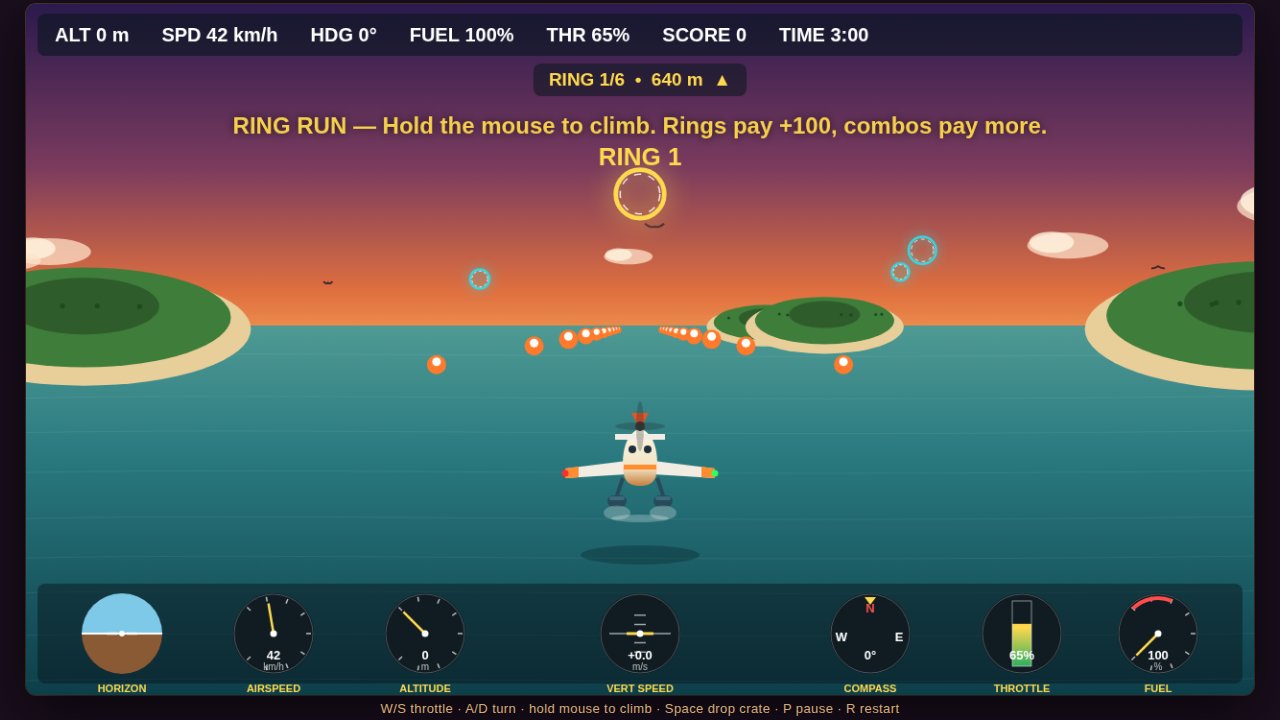 ALT 0 m SPD 42 km/h HDG 0° FUEL 100% THR 65% SCORE 0 TIME 3:00
RING 1/6 • 640 m ▲
RING RUN — Hold the mouse to climb. Rings pay +100, combos pay more.
RING 1
N
W E
42 0 +0.0 0° 65% 100
km/h m m/s %
HORIZON AIRSPEED ALTITUDE VERT SPEED COMPASS THROTTLE FUEL
W/S throttle · A/D turn · hold mouse to climb · Space drop crate · P pause · R restart